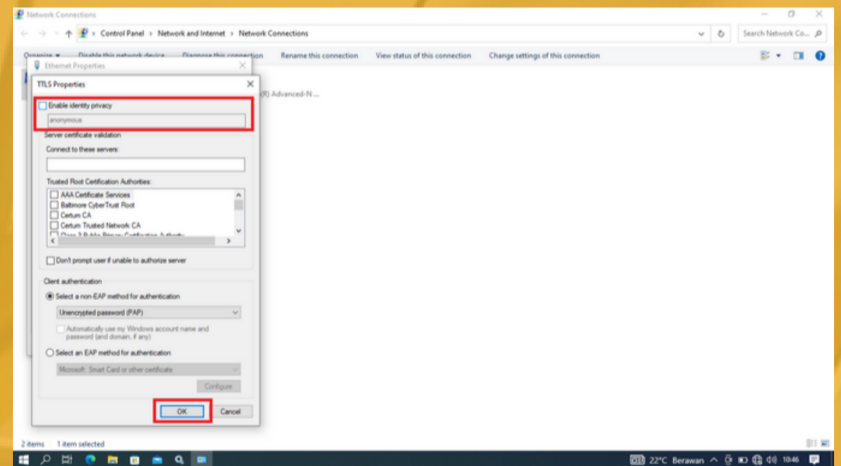 Network Connections
Control Panel > Network and Internet > Network Connections
Search Network Co...
Organize Disable this network device Diagnose this connection Rename this connection View status of this connection Change settings of this connection
Ethernet Properties
TTLS Properties
(R) Advanced-N ...
Enable identity privacy
anonymous
Server certificate validation
Connect to these servers:
Trusted Root Certification Authorities:
AAA Certificate Services
Baltimore CyberTrust Root
Certum CA
Certum Trusted Network CA
Class 3 Public Primary Certification Authority
Don't prompt user if unable to authorize server
Client authentication
Select a non-EAP method for authentication
Unencrypted password (PAP)
Automatically use my Windows account name and
password (and domain, if any)
Select an EAP method for authentication
Microsoft: Smart Card or other certificate
Configure
OK Cancel
2 items 1 item selected
22°C Berawan 10:46